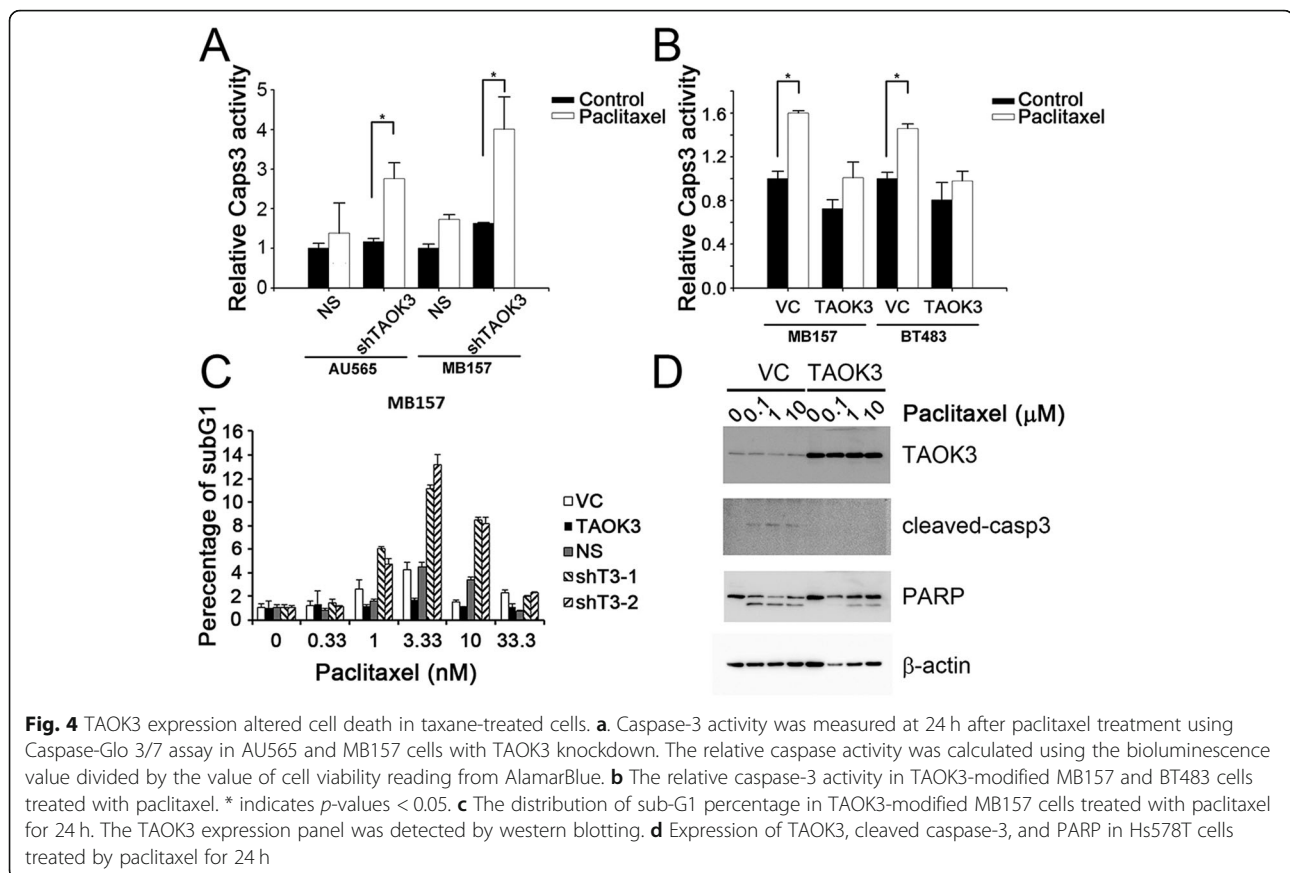 A
Relative Caps3 activity
5
4
3
2
1
0
*
*
Control
Paclitaxel
NS
shTAOK3
NS
shTAOK3
AU565
MB157
B
Relative Caps3 activity
1.6
1.2
0.8
0.4
0.0
*
*
Control
Paclitaxel
VC TAOK3 VC TAOK3
MB157
BT483
C
MB157
Perecentage of subG1
16
14
12
10
8
6
4
2
0
0 0.33 1 3.33 10 33.3
Paclitaxel (nM)
VC
TAOK3
NS
shT3-1
shT3-2
D
VC TAOK3
0 0.1 1 10 0 0.1 1 10 Paclitaxel (μM)
TAOK3
cleaved-casp3
PARP
β-actin
Fig. 4 TAOK3 expression altered cell death in taxane-treated cells. a. Caspase-3 activity was measured at 24 h after paclitaxel treatment using
Caspase-Glo 3/7 assay in AU565 and MB157 cells with TAOK3 knockdown. The relative caspase activity was calculated using the bioluminescence
value divided by the value of cell viability reading from AlamarBlue. b The relative caspase-3 activity in TAOK3-modified MB157 and BT483 cells
treated with paclitaxel. * indicates p-values < 0.05. c The distribution of sub-G1 percentage in TAOK3-modified MB157 cells treated with paclitaxel
for 24 h. The TAOK3 expression panel was detected by western blotting. d Expression of TAOK3, cleaved caspase-3, and PARP in Hs578T cells
treated by paclitaxel for 24 h